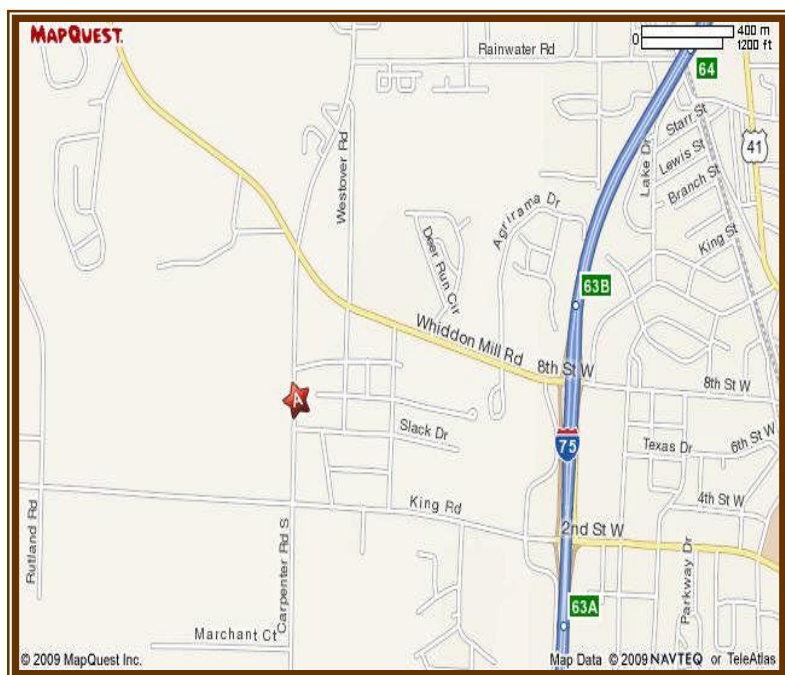 MAPQUEST.
0 400 m
1200 ft
Rainwater Rd
64
Starr St
41
Lewis St
Lake Dr
Branch St
Westover Rd
King St
Agrirama Dr
Deer Run Cir
63B
Whiddon Mill Rd
8th St W
8th St W
A
Slack Dr
75
Texas Dr
6th St W
King Rd
4th St W
Rutland Rd
2nd St W
Carpenter Rd S
Parkway Dr
63A
Marchant Ct
© 2009 MapQuest Inc.
Map Data © 2009 NAVTEQ or TeleAtlas